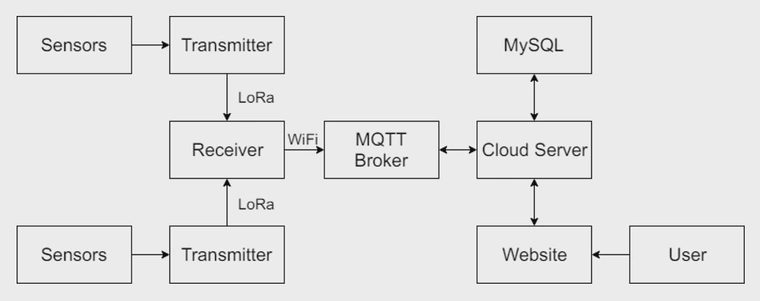 Sensors
Transmitter
MySQL
LoRa
Receiver
WiFi
MQTT
Broker
Cloud Server
LoRa
Sensors
Transmitter
Website
User